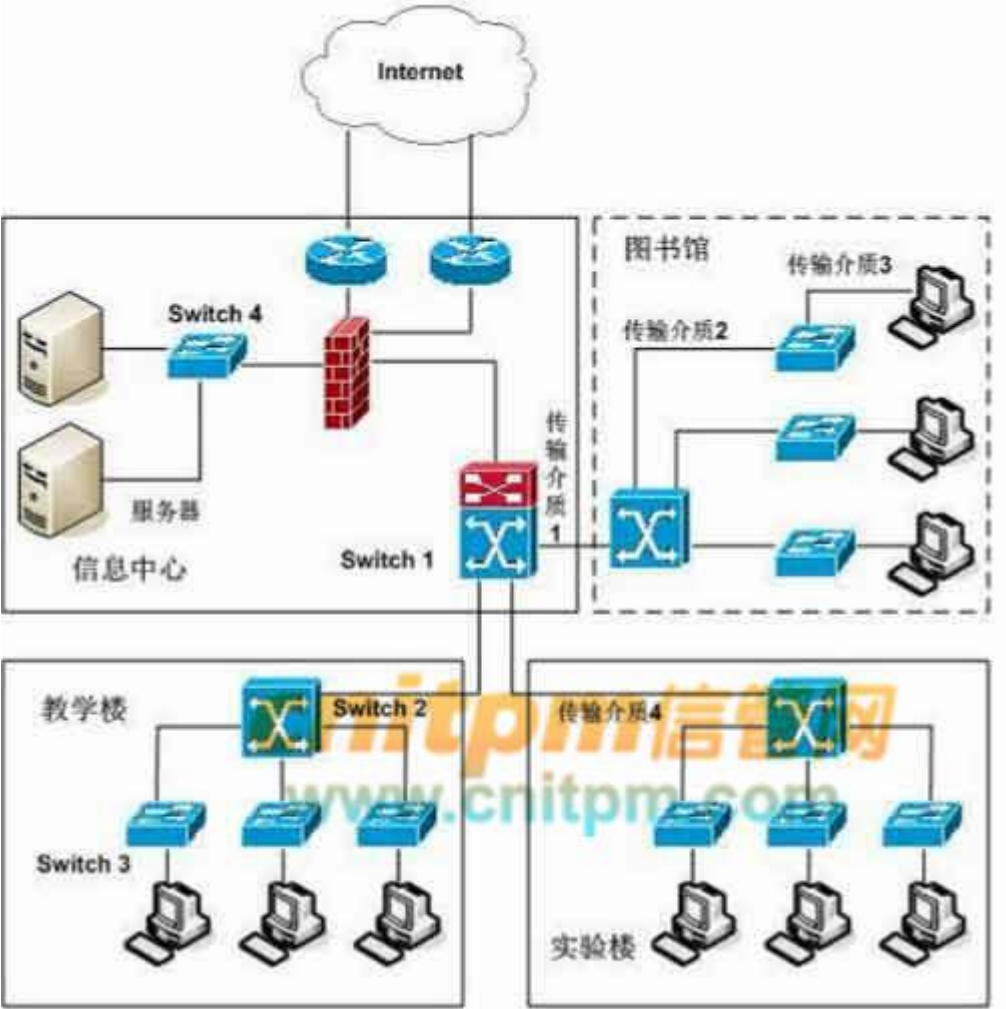 Internet
图书馆
传输介质3
Switch 4
传输介质2
传输介质1
服务器
信息中心
Switch 1
教学楼
Switch 2
传输介质4
cnitpm信管网
www.cnitpm.com
Switch 3
实验楼